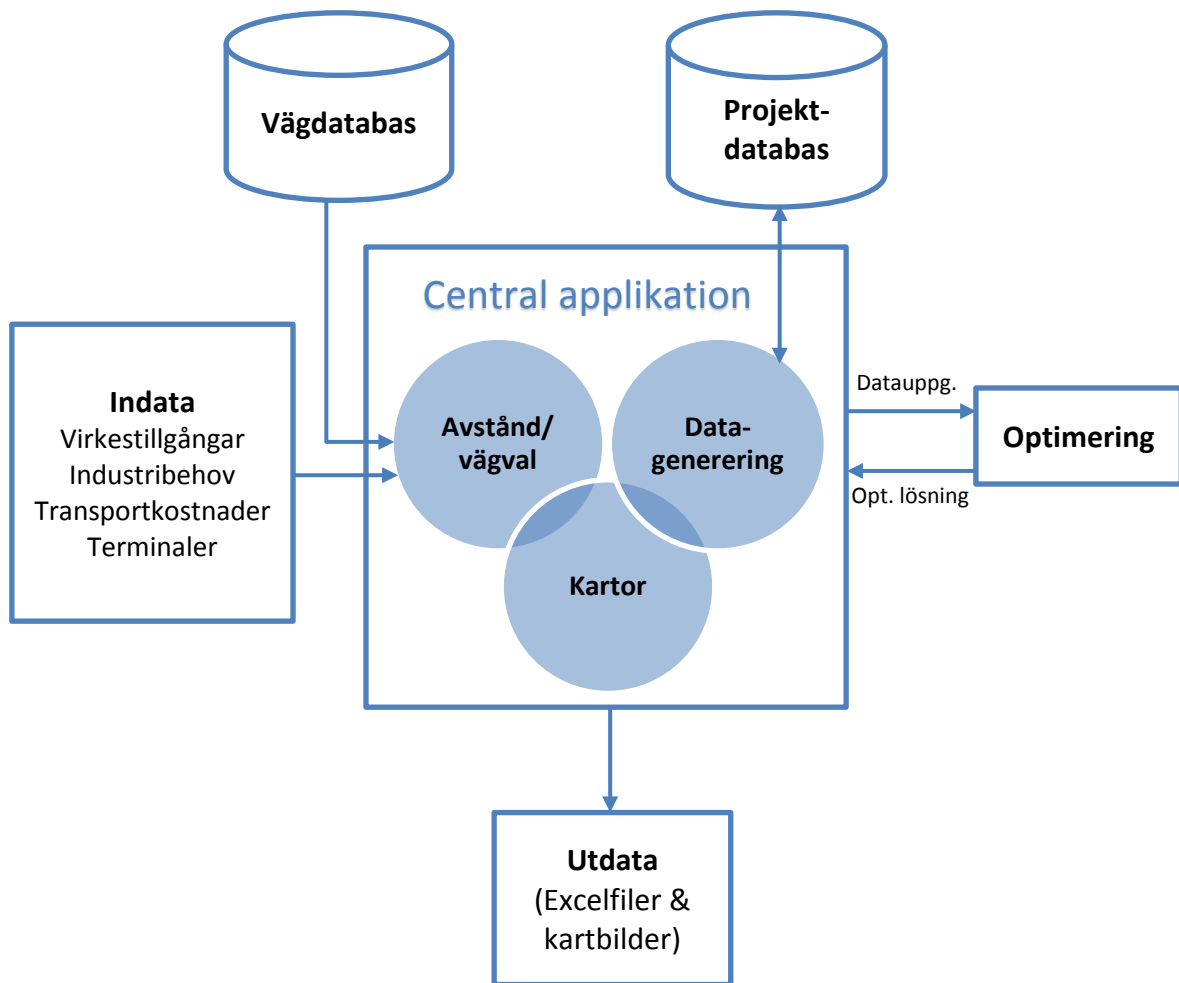 Vägdatabas
Projekt-
databas
Central applikation
Indata
Virkestillgångar
Industribehov
Transportkostnader
Terminaler
Avstånd/
vägval
Data-
generering
Kartor
Datauppg.
Optimering
Opt. lösning
Utdata
(Excelfiler &
kartbilder)